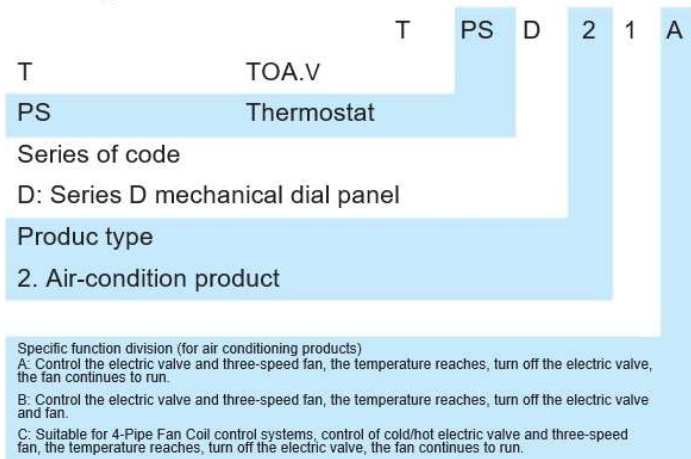 T PS D 2 1 A
T TOA.V
PS Thermostat
Series of code
D: Series D mechanical dial panel
Produc type
2. Air-condition product
Specific function division (for air conditioning products)
A: Control the electric valve and three-speed fan, the temperature reaches, turn off the electric valve,
the fan continues to run.
B: Control the electric valve and three-speed fan, the temperature reaches, turn off the electric valve
and fan.
C: Suitable for 4-Pipe Fan Coil control systems, control of cold/hot electric valve and three-speed
fan, the temperature reaches, turn off the electric valve, the fan continues to run.